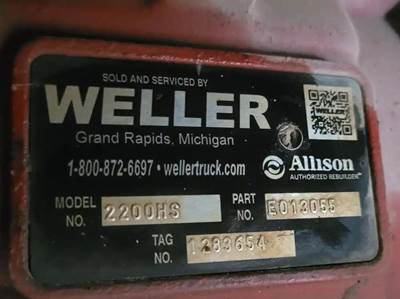 SOLD AND SERVICED BY
WELLER
Grand Rapids, Michigan
1-800-872-6697 • wellertruck.com
Allison
AUTHORIZED REBUILDER
MODEL NO. 2200HS
PART NO. E013055
TAG NO. 1283654